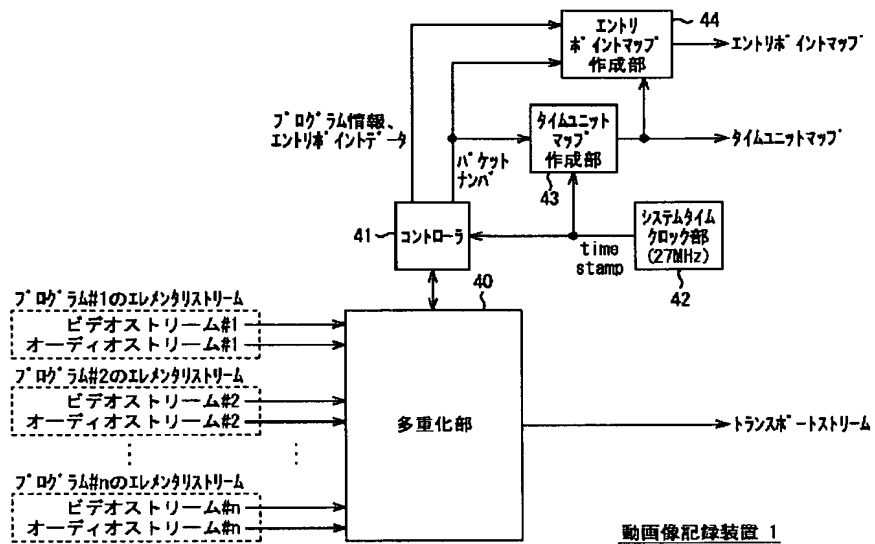 44
エントリ
ポイントマップ
作成部
エントリポイントマップ
プログラム情報、
エントリポイントデータ
パケット
ナンバ
タイムユニット
マップ
作成部
43
タイムユニットマップ
41
コントローラ
time
stamp
システムタイム
クロック部
(27MHz)
42
40
プログラム#1のエレメンタリストリーム
ビデオストリーム#1
オーディオストリーム#1
プログラム#2のエレメンタリストリーム
ビデオストリーム#2
オーディオストリーム#2
多重化部
トランスポートストリーム
プログラム#nのエレメンタリストリーム
ビデオストリーム#n
オーディオストリーム#n
動画像記録装置 1